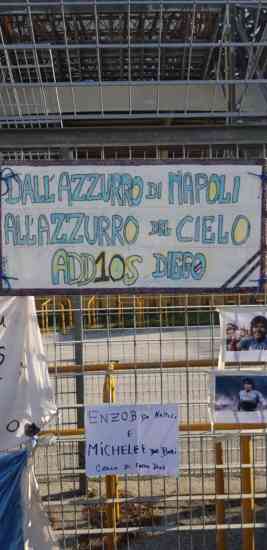 DALL'AZZURRO DI NAPOLI
ALL'AZZURRO DEL CIELO
ADD10S DIEGO
ENZO B
E
MICHELE